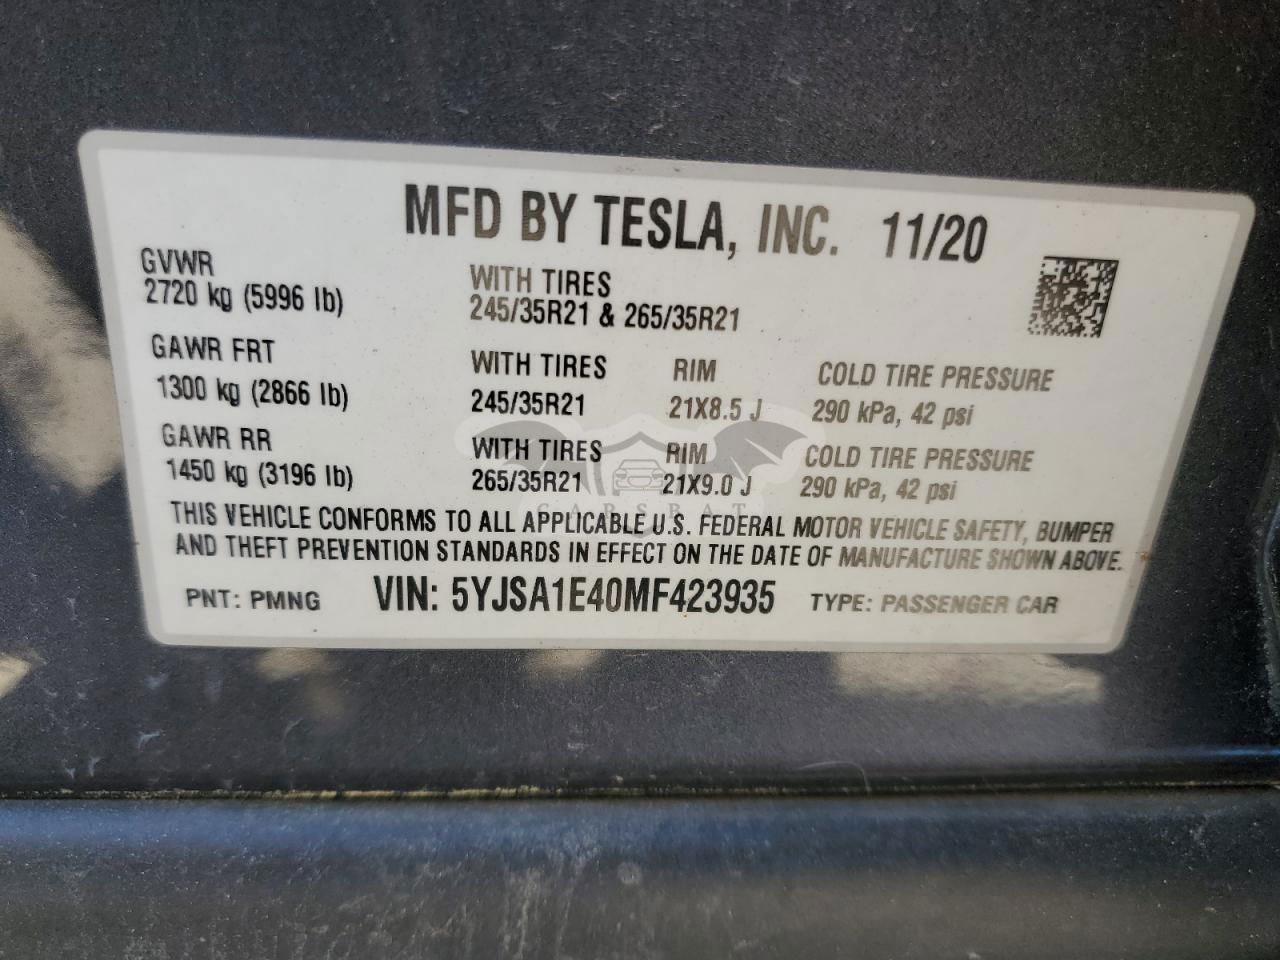 MFD BY TESLA, INC. 11/20
GVWR
2720 kg (5996 lb)
WITH TIRES
245/35R21 & 265/35R21
GAWR FRT
1300 kg (2866 lb)
WITH TIRES
245/35R21
RIM
21X8.5 J
COLD TIRE PRESSURE
290 kPa, 42 psi
GAWR RR
1450 kg (3196 lb)
WITH TIRES
265/35R21
RIM
21X9.0 J
COLD TIRE PRESSURE
290 kPa, 42 psi
CARSBAT
THIS VEHICLE CONFORMS TO ALL APPLICABLE U.S. FEDERAL MOTOR VEHICLE SAFETY, BUMPER
AND THEFT PREVENTION STANDARDS IN EFFECT ON THE DATE OF MANUFACTURE SHOWN ABOVE.
PNT: PMNG VIN: 5YJSA1E40MF423935 TYPE: PASSENGER CAR